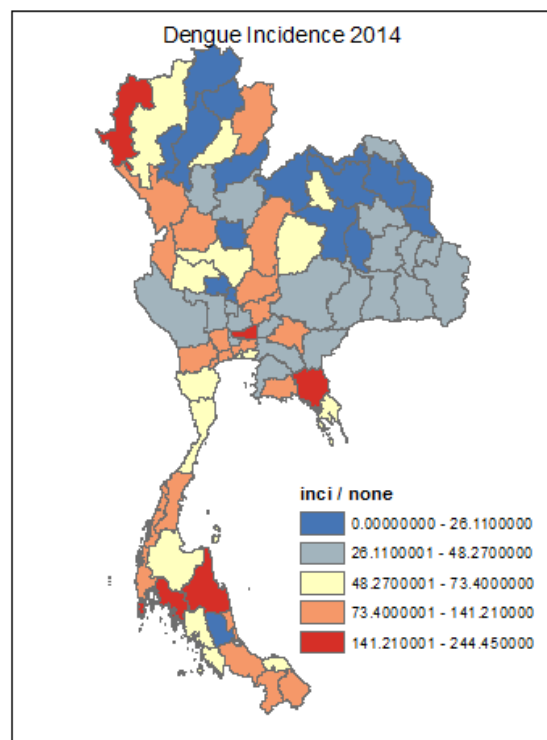 Dengue Incidence 2014
inci / none
0.00000000 - 26.1100000
26.1100001 - 48.2700000
48.2700001 - 73.4000000
73.4000001 - 141.210000
141.210001 - 244.450000